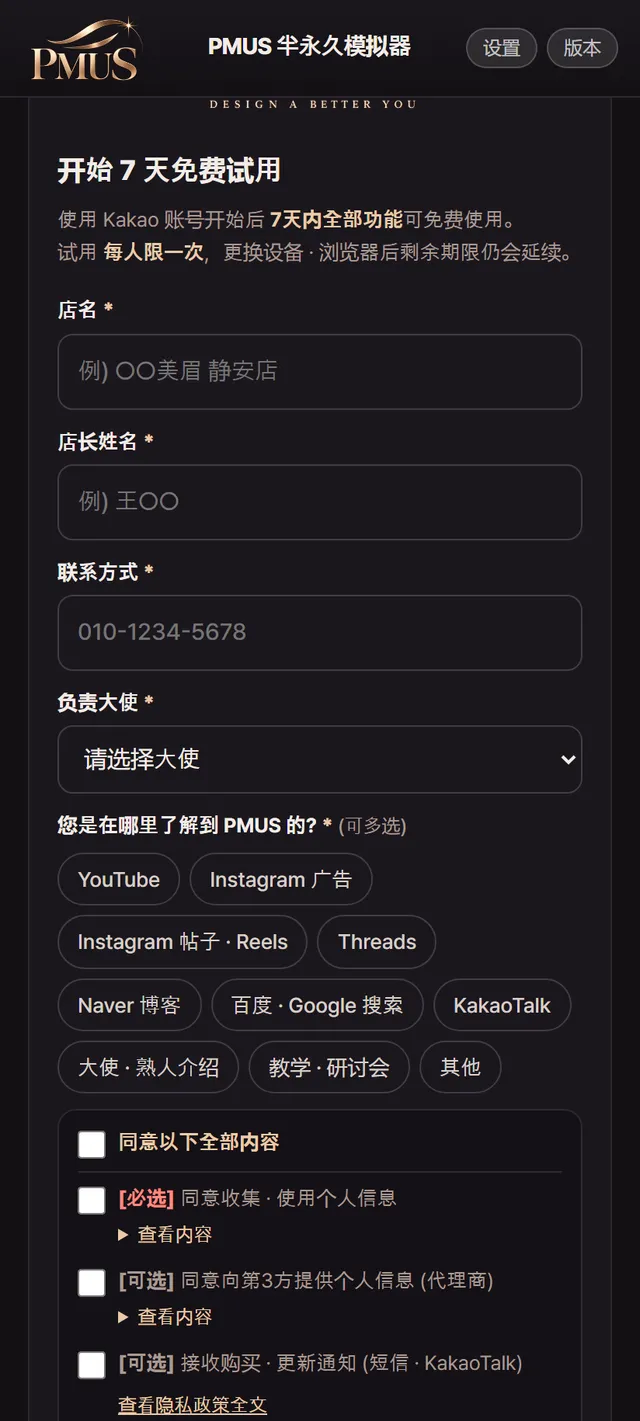 PMUS
PMUS 半永久模拟器
设置
版本
DESIGN A BETTER YOU
开始 7 天免费试用
使用 Kakao 账号开始后 7天内全部功能可免费使用。
试用 每人限一次，更换设备 · 浏览器后剩余期限仍会延续。
店名 *
例) 〇〇美眉 静安店
店长姓名 *
例) 王〇〇
联系方式 *
010-1234-5678
负责大使 *
请选择大使
您是在哪里了解到 PMUS 的? * (可多选)
YouTube
Instagram 广告
Instagram 帖子 · Reels
Threads
Naver 博客
百度 · Google 搜索
KakaoTalk
大使 · 熟人介绍
教学 · 研讨会
其他
同意以下全部内容
[必选] 同意收集 · 使用个人信息
▶ 查看内容
[可选] 同意向第3方提供个人信息 (代理商)
▶ 查看内容
[可选] 接收购买 · 更新通知 (短信 · KakaoTalk)
查看隐私政策全文